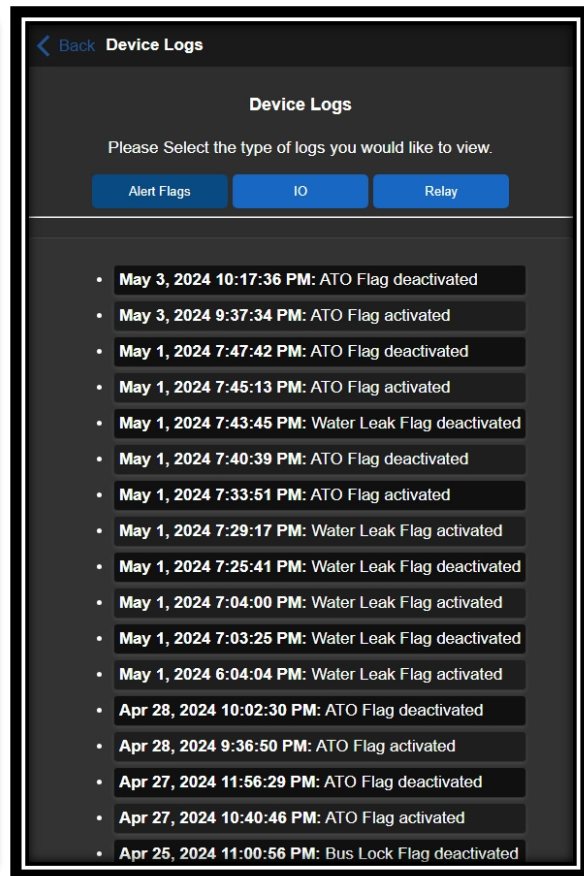 Back Device Logs
Device Logs
Please Select the type of logs you would like to view.
Alert Flags IO Relay
May 3, 2024 10:17:36 PM: ATO Flag deactivated
May 3, 2024 9:37:34 PM: ATO Flag activated
May 1, 2024 7:47:42 PM: ATO Flag deactivated
May 1, 2024 7:45:13 PM: ATO Flag activated
May 1, 2024 7:43:45 PM: Water Leak Flag deactivated
May 1, 2024 7:40:39 PM: ATO Flag deactivated
May 1, 2024 7:33:51 PM: ATO Flag activated
May 1, 2024 7:29:17 PM: Water Leak Flag activated
May 1, 2024 7:25:41 PM: Water Leak Flag deactivated
May 1, 2024 7:04:00 PM: Water Leak Flag activated
May 1, 2024 7:03:25 PM: Water Leak Flag deactivated
May 1, 2024 6:04:04 PM: Water Leak Flag activated
Apr 28, 2024 10:02:30 PM: ATO Flag deactivated
Apr 28, 2024 9:36:50 PM: ATO Flag activated
Apr 27, 2024 11:56:29 PM: ATO Flag deactivated
Apr 27, 2024 10:40:46 PM: ATO Flag activated
Apr 25, 2024 11:00:56 PM: Bus Lock Flag deactivated